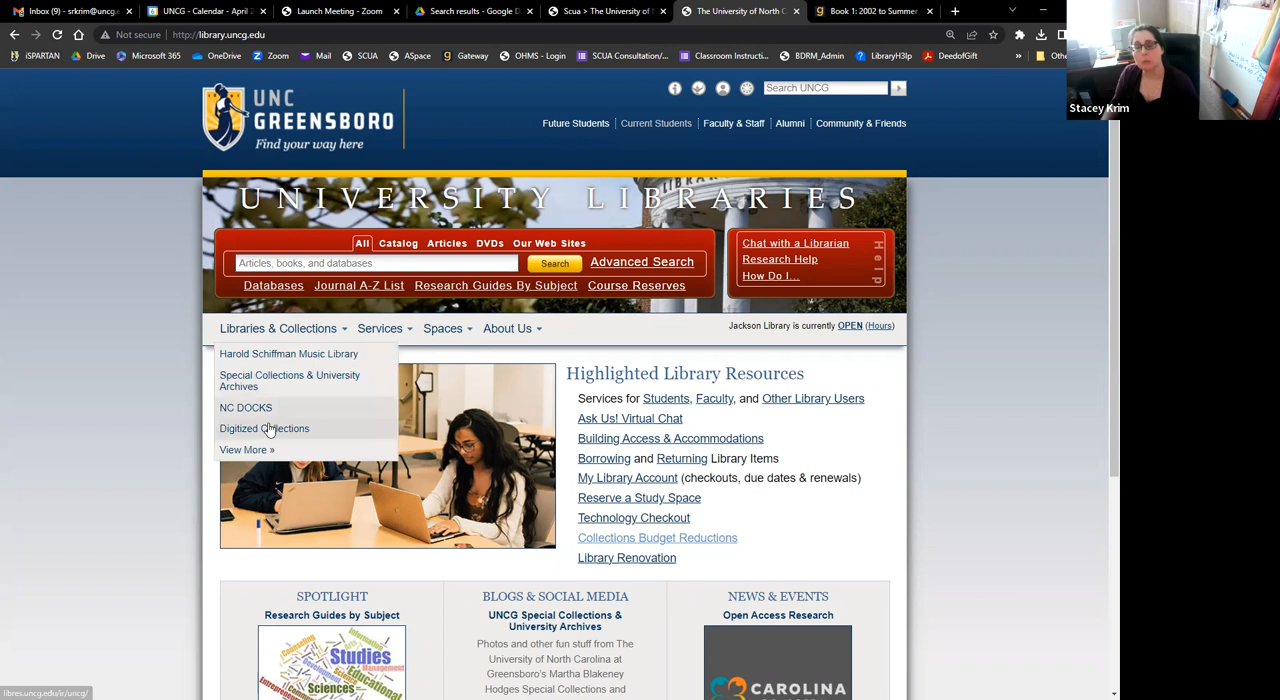 Inbox (9) - srkrim@uncg.
UNCG - Calendar - April 2
Launch Meeting - Zoom
Search results - Google D
Scua > The University of N
The University of North C
Book 1: 2002 to Summer
Not secure | http://library.uncg.edu
iSPARTAN Drive Microsoft 365 OneDrive Zoom Mail SCUA ASpace Gateway OHMS - Login SCUA Consultation/... Classroom Instructi... BDRM_Admin LibraryH3lp DeedofGift » Othe
Stacey Krim
UNC
GREENSBORO
Find your way here
Search UNCG
Future Students Current Students Faculty & Staff Alumni Community & Friends
UNIVERSITY LIBRARIES
All Catalog Articles DVDs Our Web Sites
Articles, books, and databases Search Advanced Search
Databases Journal A-Z List Research Guides By Subject Course Reserves
Chat with a Librarian
Research Help
How Do I...
Help
Libraries & Collections Services Spaces About Us
Jackson Library is currently OPEN (Hours)
Harold Schiffman Music Library
Special Collections & University
Archives
NC DOCKS
Digitized Collections
View More »
Highlighted Library Resources
Services for Students, Faculty, and Other Library Users
Ask Us! Virtual Chat
Building Access & Accommodations
Borrowing and Returning Library Items
My Library Account (checkouts, due dates & renewals)
Reserve a Study Space
Technology Checkout
Collections Budget Reductions
Library Renovation
SPOTLIGHT
Research Guides by Subject
Studies
Sciences
BLOGS & SOCIAL MEDIA
UNCG Special Collections &
University Archives
Photos and other fun stuff from The
University of North Carolina at
Greensboro's Martha Blakeney
Hodges Special Collections and
NEWS & EVENTS
Open Access Research
CAROLINA
libres.uncg.edu/ir/uncg/